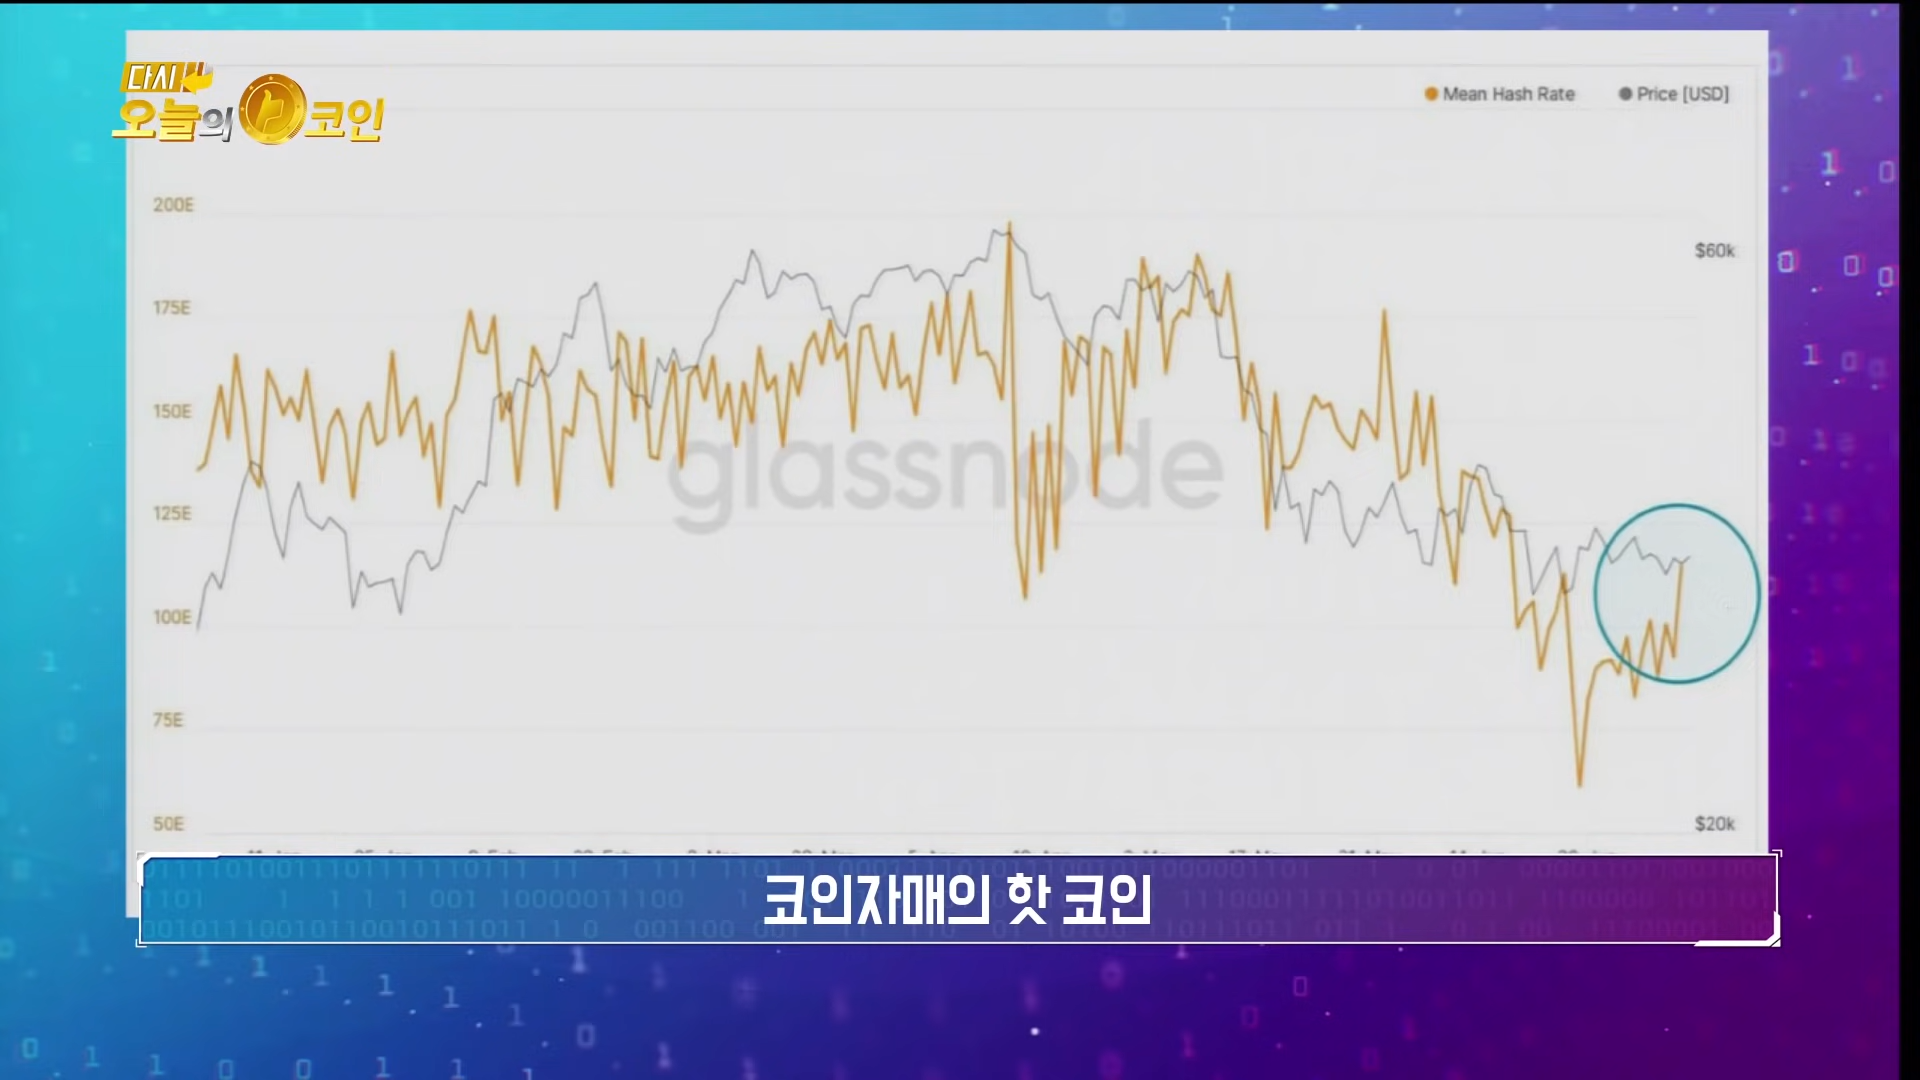 다시
오늘의 코인
Mean Hash Rate
Price [USD]
200E
175E
150E
125E
100E
75E
50E
$60k
$20k
glassnode
코인자매의 핫 코인